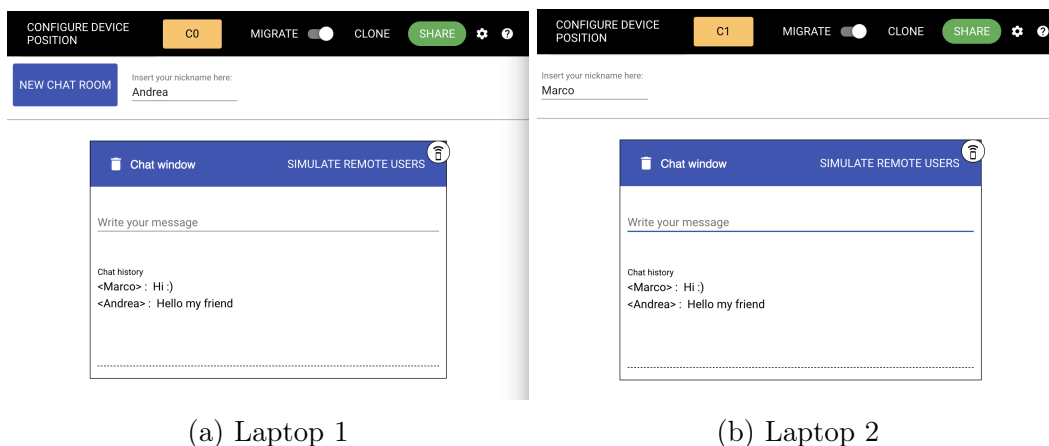 CONFIGURE DEVICE
POSITION
C0
MIGRATE
CLONE
SHARE
NEW CHAT ROOM
Insert your nickname here:
Andrea
Chat window
SIMULATE REMOTE USERS
Write your message
Chat history
<Marco> : Hi :)
<Andrea> : Hello my friend
(a) Laptop 1
CONFIGURE DEVICE
POSITION
C1
MIGRATE
CLONE
SHARE
Insert your nickname here:
Marco
Chat window
SIMULATE REMOTE USERS
Write your message
Chat history
<Marco> : Hi :)
<Andrea> : Hello my friend
(b) Laptop 2